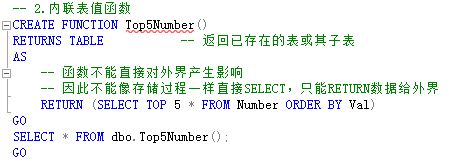 -- 2.内联表值函数
CREATE FUNCTION Top5Number()
RETURNS TABLE -- 返回已存在的表或其子表
AS
-- 函数不能直接对外界产生影响
-- 因此不能像存储过程一样直接SELECT，只能RETURN数据给外界
RETURN (SELECT TOP 5 * FROM Number ORDER BY Val)
GO
SELECT * FROM dbo.Top5Number();
GO